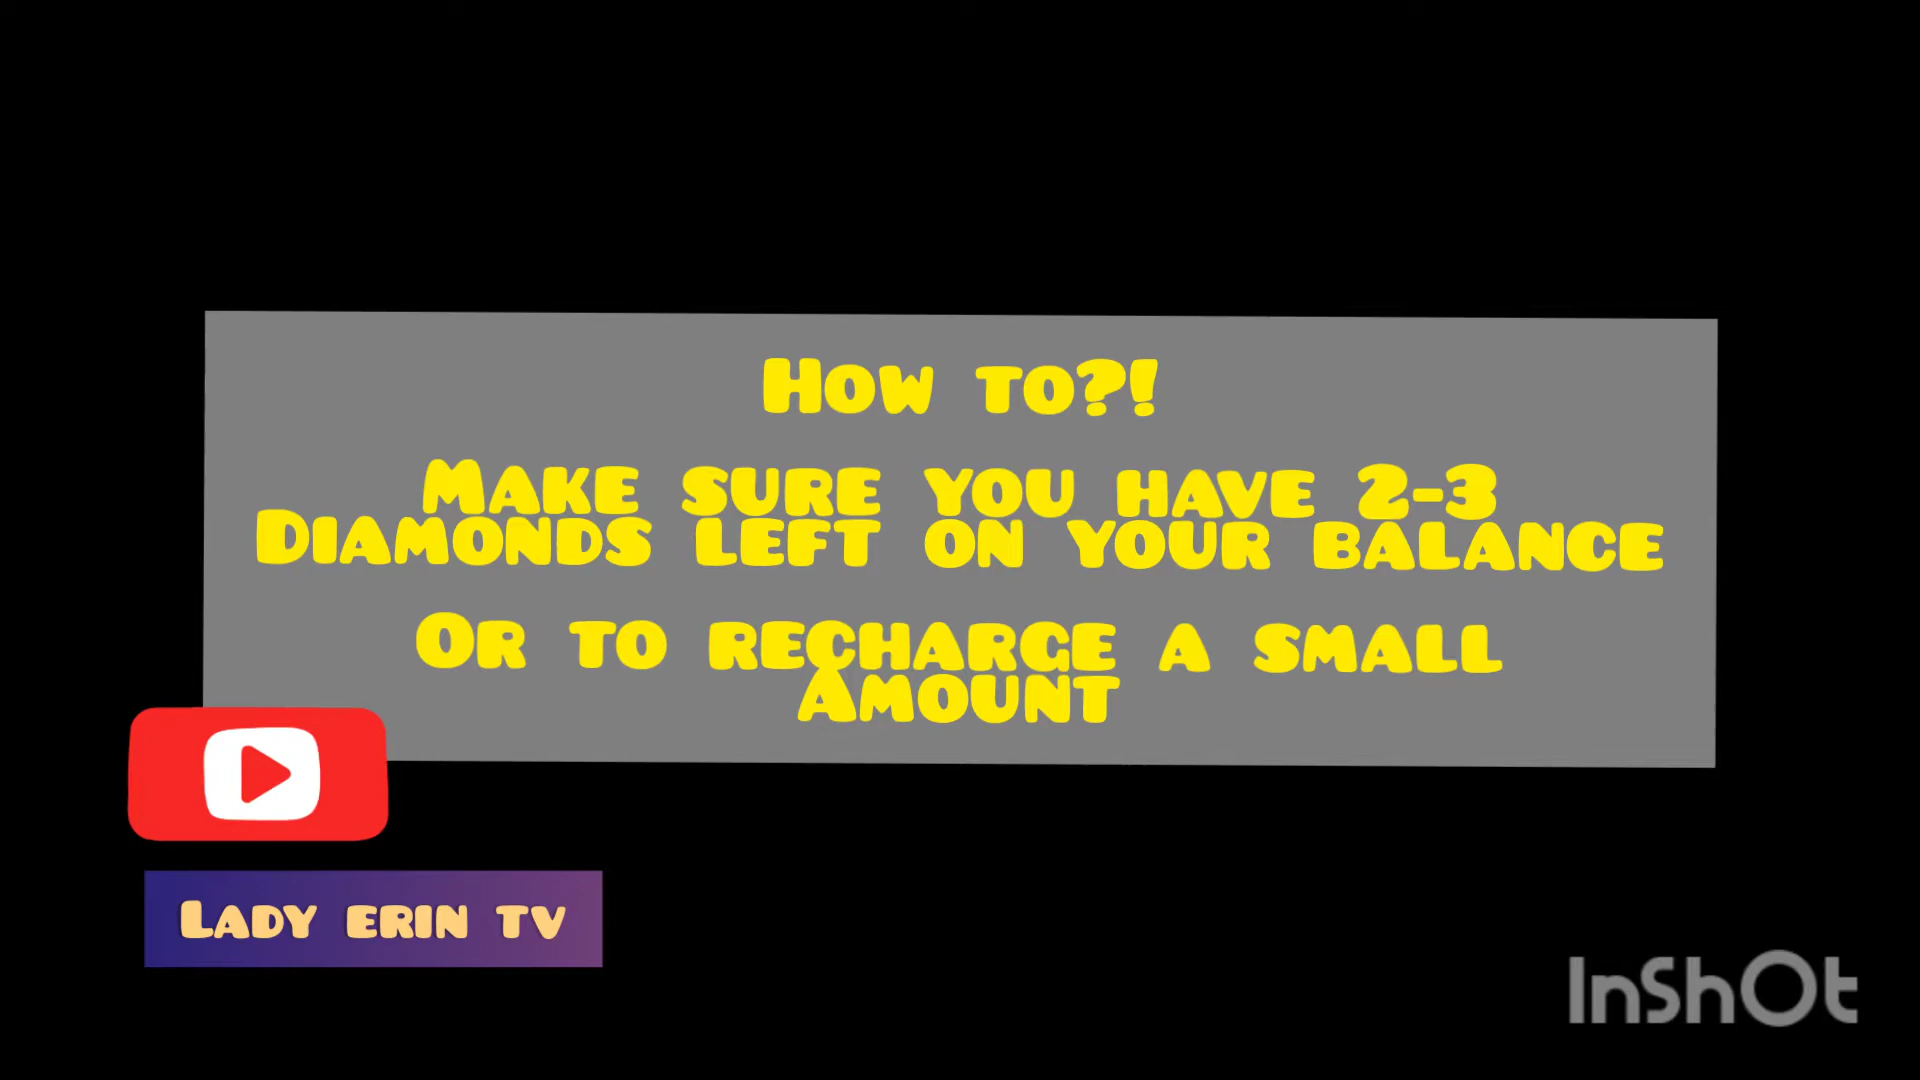 How to?!
Make sure you have 2-3
Diamonds left on your balance
Or to recharge a small
Amount
Lady erin tv
InShOt